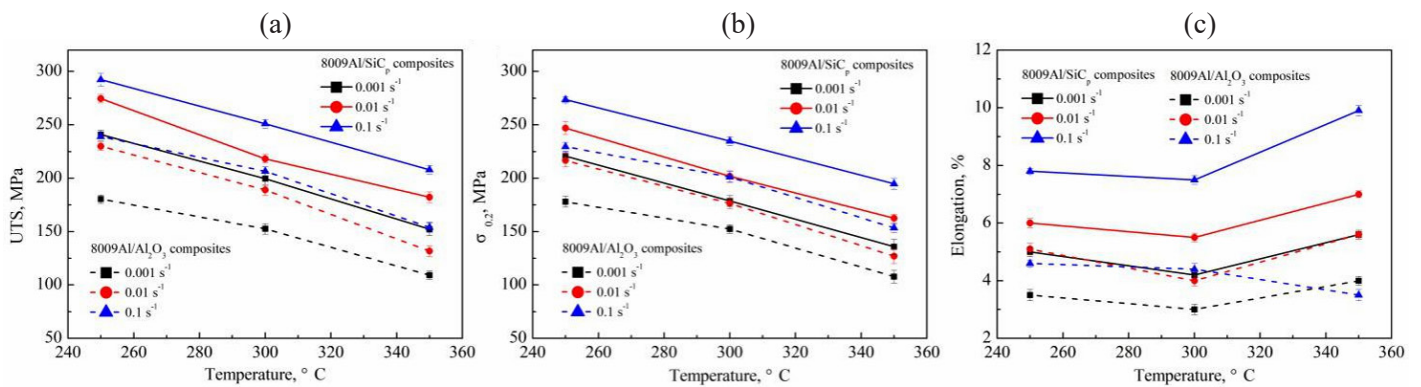 (a)
UTS, MPa
300
250
200
150
100
50
240 260 280 300 320 340 360
Temperature, ° C
8009Al/SiCp composites
0.001 s-1
0.01 s-1
0.1 s-1
8009Al/Al2O3 composites
0.001 s-1
0.01 s-1
0.1 s-1
(b)
σ0.2, MPa
300
250
200
150
100
50
240 260 280 300 320 340 360
Temperature, ° C
8009Al/SiCp composites
0.001 s-1
0.01 s-1
0.1 s-1
8009Al/Al2O3 composites
0.001 s-1
0.01 s-1
0.1 s-1
(c)
Elongation, %
12
10
8
6
4
2
240 260 280 300 320 340 360
Temperature, ° C
8009Al/SiCp composites
0.001 s-1
0.01 s-1
0.1 s-1
8009Al/Al2O3 composites
0.001 s-1
0.01 s-1
0.1 s-1